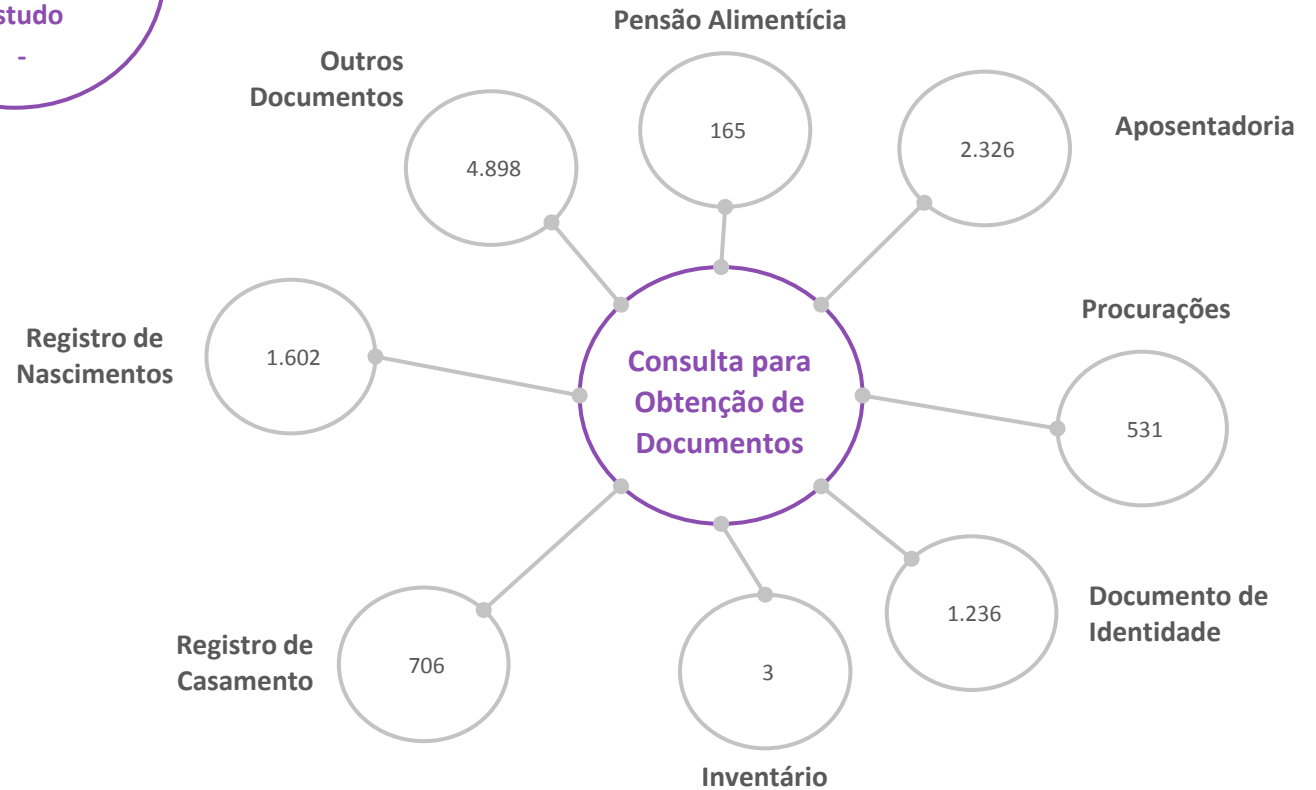 -
Pensão Alimentícia
165
Outros
Documentos
4.898
Aposentadoria
2.326
Registro de
Nascimentos
1.602
Consulta para
Obtenção de
Documentos
Procurações
531
Documento de
Identidade
1.236
Registro de
Casamento
706
3
Inventário